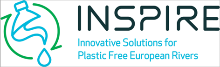 INSPIRE
Innovative Solutions for
Plastic Free European Rivers